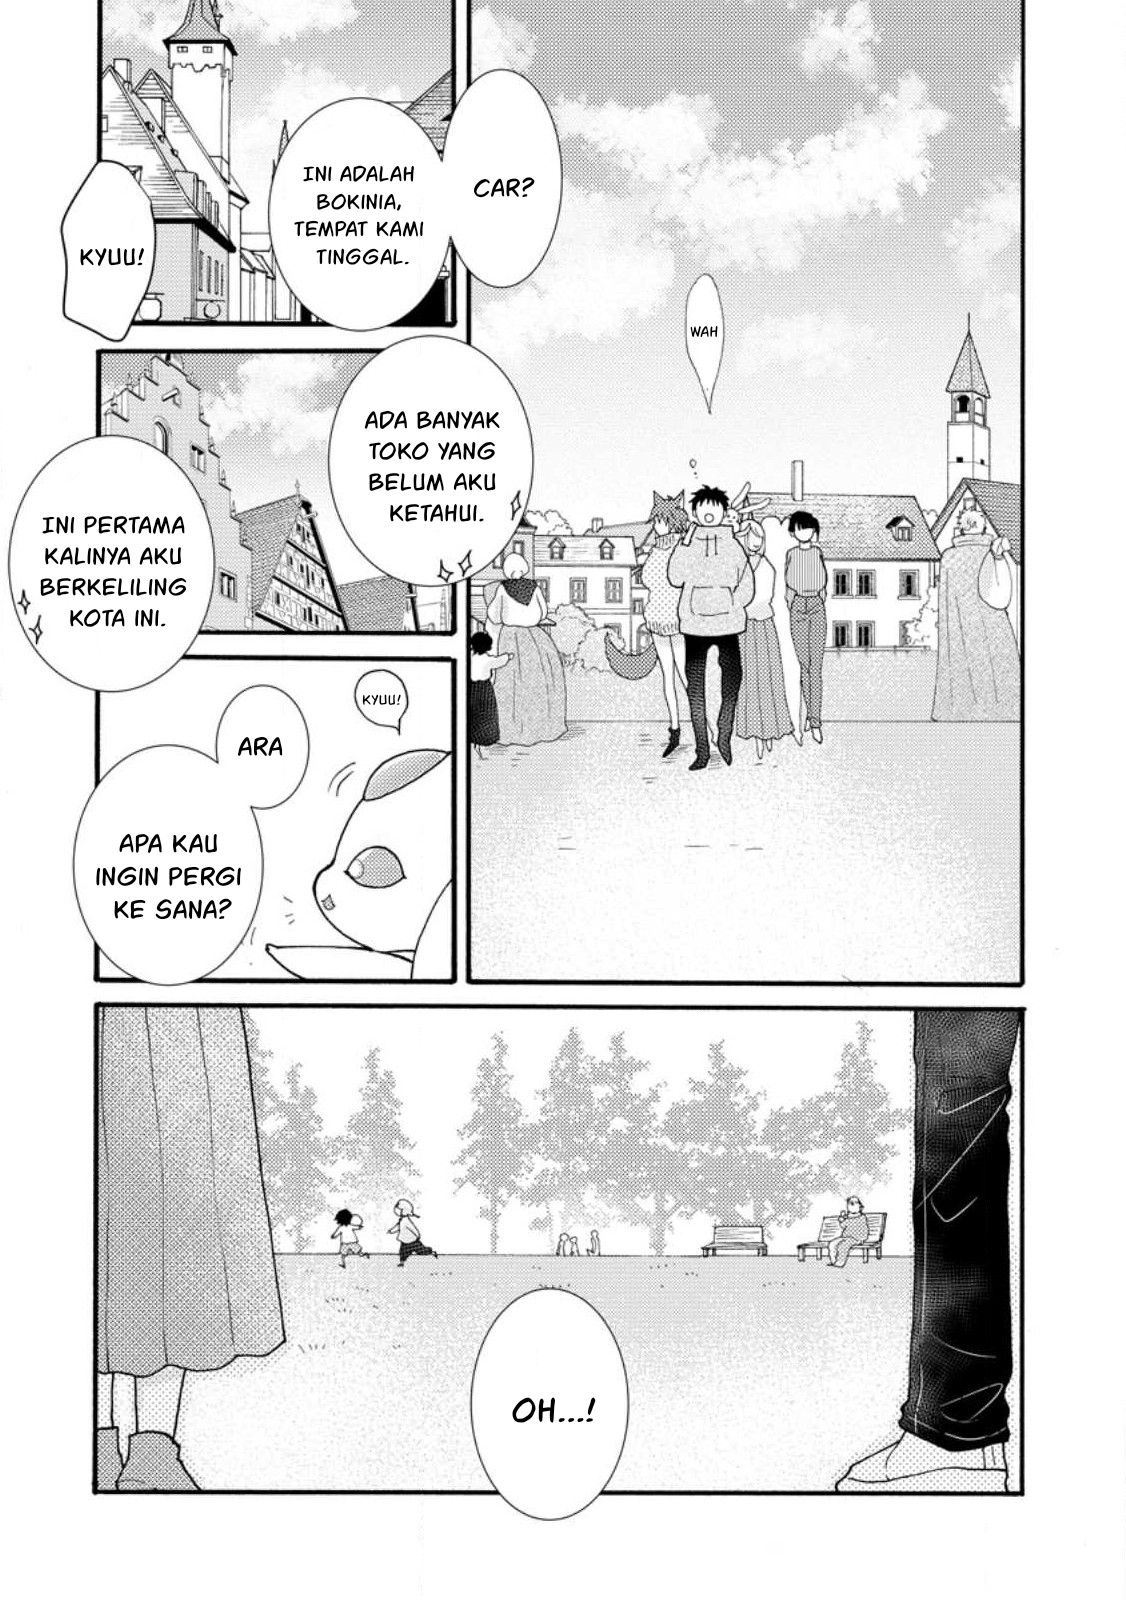 WAH
CAR?
INI ADALAH
BOKINIA,
TEMPAT KAMI
TINGGAL.
KYUU!
ADA BANYAK
TOKO YANG
BELUM AKU
KETAHUI.
INI PERTAMA
KALINYA AKU
BERKELILING
KOTA INI.
KYUU!
ARA
APA KAU
INGIN PERGI
KE SANA?
OH...!